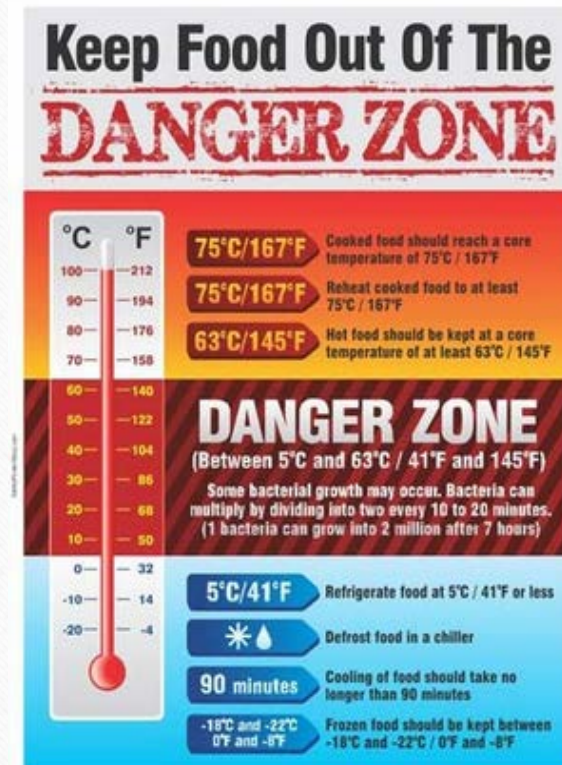 Keep Food Out Of The
DANGER ZONE
°C °F
100 212
90 194
80 176
70 158
60 140
50 122
40 104
30 86
20 68
10 50
0 32
-10 14
-20 -4
75°C/167°F
Cooked food should reach a core
temperature of 75°C / 167°F
75°C/167°F
Reheat cooked food to at least
75°C / 167°F
63°C/145°F
Hot food should be kept at a core
temperature of at least 63°C / 145°F
DANGER ZONE
(Between 5°C and 63°C / 41°F and 145°F)
Some bacterial growth may occur. Bacteria can
multiply by dividing into two every 10 to 20 minutes.
(1 bacteria can grow into 2 million after 7 hours)
5°C/41°F
Refrigerate food at 5°C / 41°F or less
Defrost food in a chiller
90 minutes
Cooling of food should take no
longer than 90 minutes
-18°C and -22°C
0°F and -8°F
Frozen food should be kept between
-18°C and -22°C / 0°F and -8°F